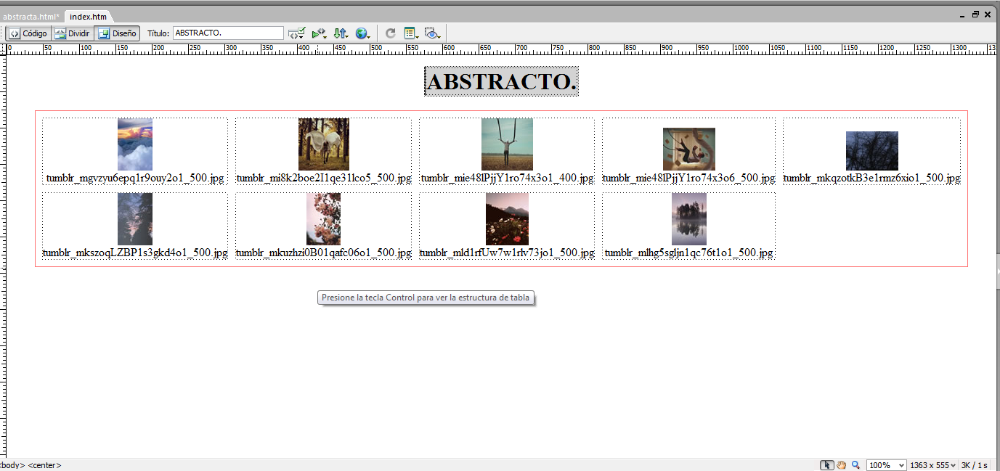 abstracta.html* index.htm
Código Dividir Diseño Título: ABSTRACTO.
0 50 100 150 200 250 300 350 400 450 500 550 600 650 700 750 800 850 900 950 1000 1050 1100 1150 1200 1250 1300 13
ABSTRACTO.
tumblr_mgvzyu6epq1r9ouy2o1_500.jpg tumblr_mi8k2boe2I1qe31lco5_500.jpg tumblr_mie48lPjjY1ro74x3o1_400.jpg tumblr_mie48lPjjY1ro74x3o6_500.jpg tumblr_mkqzotkB3e1rmz6xio1_500.jpg
tumblr_mkszoqLZBP1s3gkd4o1_500.jpg tumblr_mkuzhzi0B01qafc06o1_500.jpg tumblr_mld1rfUw7w1rlv73jo1_500.jpg tumblr_mlhg5sgljn1qc76t1o1_500.jpg
Presione la tecla Control para ver la estructura de tabla
<body> <center> 100% 1363 x 555 3K / 1 s